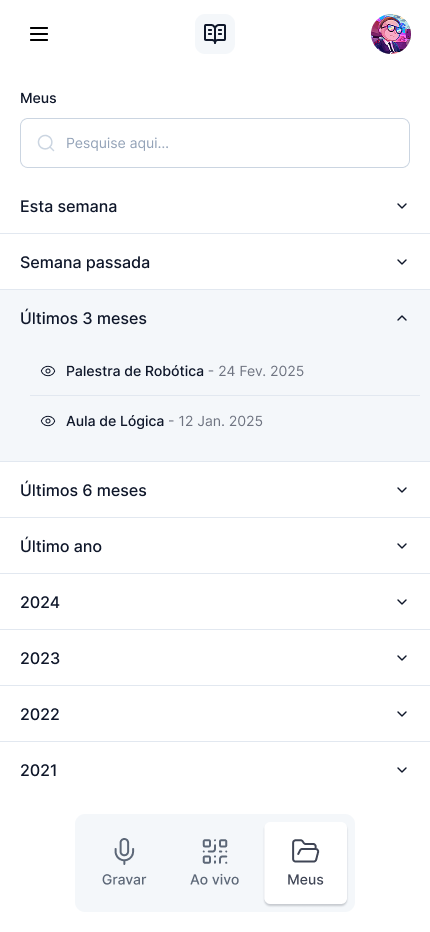 Meus
Pesquise aqui...
Esta semana
Semana passada
Últimos 3 meses
Palestra de Robótica - 24 Fev. 2025
Aula de Lógica - 12 Jan. 2025
Últimos 6 meses
Último ano
2024
2023
2022
2021
Gravar
Ao vivo
Meus